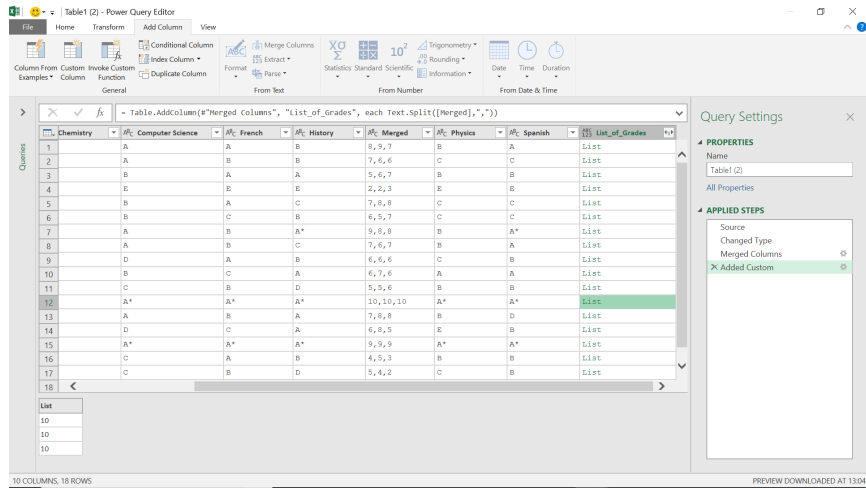 Table1 (2) - Power Query Editor
File Home Transform Add Column View
Column From Examples Custom Column Invoke Custom Function Conditional Column Index Column Duplicate Column
General
Format Merge Columns Extract Parse
From Text
Statistics Standard Scientific Trigonometry Rounding Information
From Number
Date Time Duration
From Date & Time
= Table.AddColumn(#"Merged Columns", "List_of_Grades", each Text.Split([Merged],","))
Queries
Chemistry Computer Science French History Merged Physics Spanish List_of_Grades
1 A A B 8,9,7 B A List
2 A B B 7,6,6 C C List
3 B A A 5,6,7 B B List
4 E E E 2,2,3 E E List
5 B A C 7,8,8 C C List
6 B C B 6,5,7 C C List
7 A B A* 9,8,8 B A* List
8 A B C 7,6,7 B A List
9 D A B 6,6,6 C B List
10 B C A 6,7,6 A A List
11 C B D 5,5,6 B B List
12 A* A* A* 10,10,10 A* A* List
13 A B A 7,8,8 B D List
14 D C A 6,8,5 E B List
15 A* A* A* 9,9,9 A* A* List
16 C A B 4,5,3 B B List
17 C B D 5,4,2 C B List
18
List
10
10
10
Query Settings
PROPERTIES
Name
Table1 (2)
All Properties
APPLIED STEPS
Source
Changed Type
Merged Columns
Added Custom
10 COLUMNS, 18 ROWS
PREVIEW DOWNLOADED AT 13:04